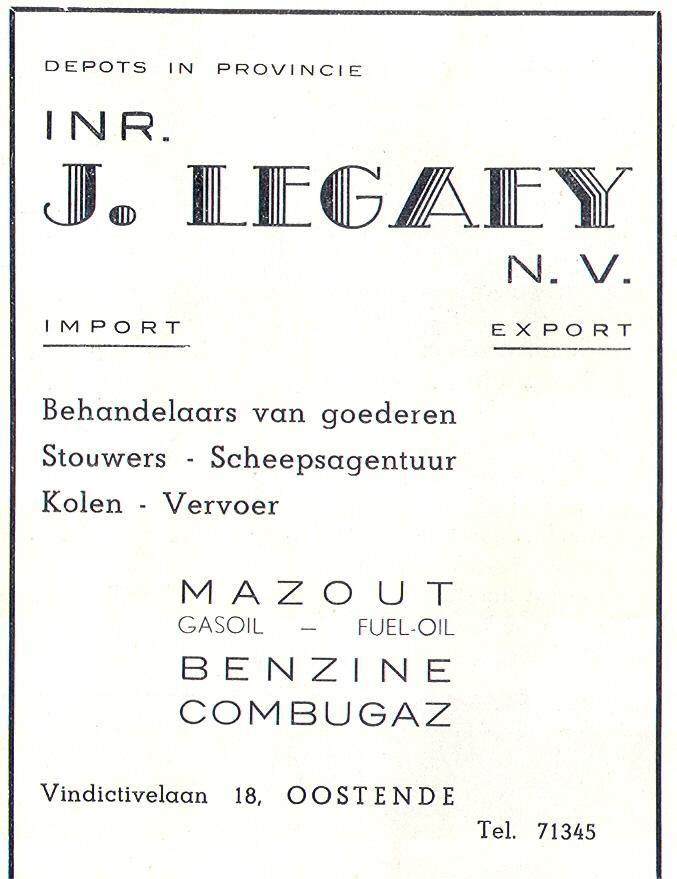 DEPOTS IN PROVINCIE
INR.
J. LEGAEY
N. V.
IMPORT EXPORT
Behandelaars van goederen
Stouwers - Scheepsagentuur
Kolen - Vervoer
MAZOUT
GASOIL — FUEL-OIL
BENZINE
COMBUGAZ
Vindictivelaan 18, OOSTENDE
Tel. 71345